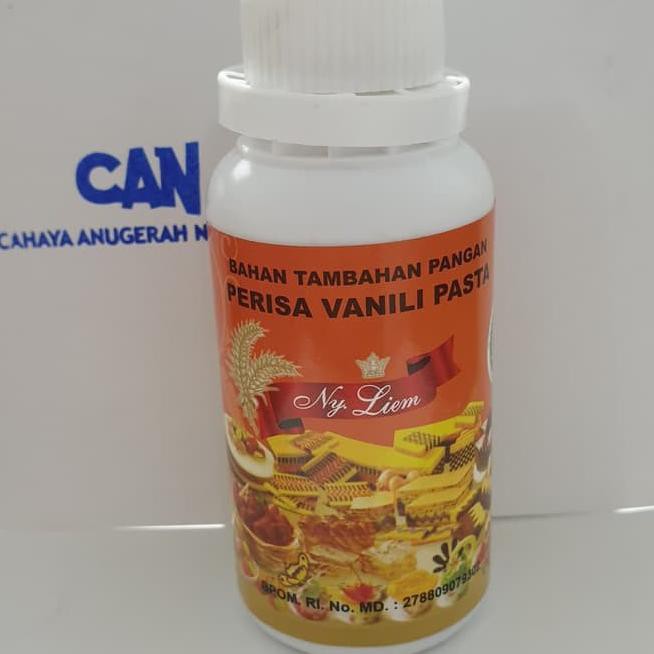 CAN
CAHAYA ANUGERAH N
BAHAN TAMBAHAN PANGAN
PERISA VANILI PASTA
Ny. Liem
BPOM. RI. No. MD. :